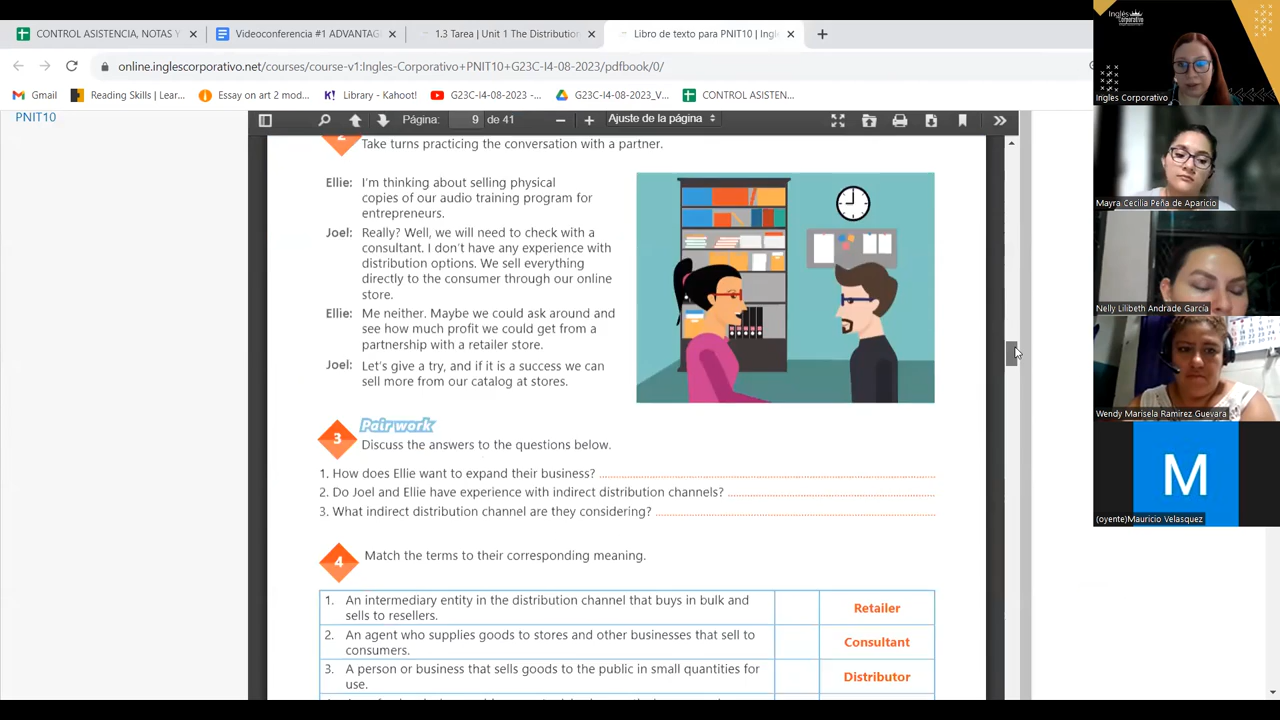 CONTROL ASISTENCIA, NOTAS Y
Videoconferencia #1 ADVANTAG
1.3 Tarea | Unit 1 The Distribution
Libro de texto para PNIT10 | Ingl
online.inglescorporativo.net/courses/course-v1:Ingles-Corporativo+PNIT10+G23C-I4-08-2023/pdfbook/0/
Gmail
Reading Skills | Lear...
Essay on art 2 mod...
Library - Kah
G23C-I4-08-2023 -...
G23C-I4-08-2023_V...
CONTROL ASISTEN...
PNIT10
Página:
9
de 41
Ajuste de la página
Take turns practicing the conversation with a partner.
Ellie: I'm thinking about selling physical
copies of our audio training program for
entrepreneurs.
Joel: Really? Well, we will need to check with a
consultant. I don't have any experience with
distribution options. We sell everything
directly to the consumer through our online
store.
Ellie: Me neither. Maybe we could ask around and
see how much profit we could get from a
partnership with a retailer store.
Joel: Let's give a try, and if it is a success we can
sell more from our catalog at stores.
3
Pair work
Discuss the answers to the questions below.
1. How does Ellie want to expand their business?
2. Do Joel and Ellie have experience with indirect distribution channels?
3. What indirect distribution channel are they considering?
4
Match the terms to their corresponding meaning.
1. An intermediary entity in the distribution channel that buys in bulk and
sells to resellers.
Retailer
2. An agent who supplies goods to stores and other businesses that sell to
consumers.
Consultant
3. A person or business that sells goods to the public in small quantities for
use.
Distributor
Inglés
Corporativo
Ingles Corporativo
Mayra Cecilia Peña de Aparicio
Nelly Lilibeth Andrade García
Wendy Marisela Ramirez Guevara
M
(oyente)Mauricio Velasquez